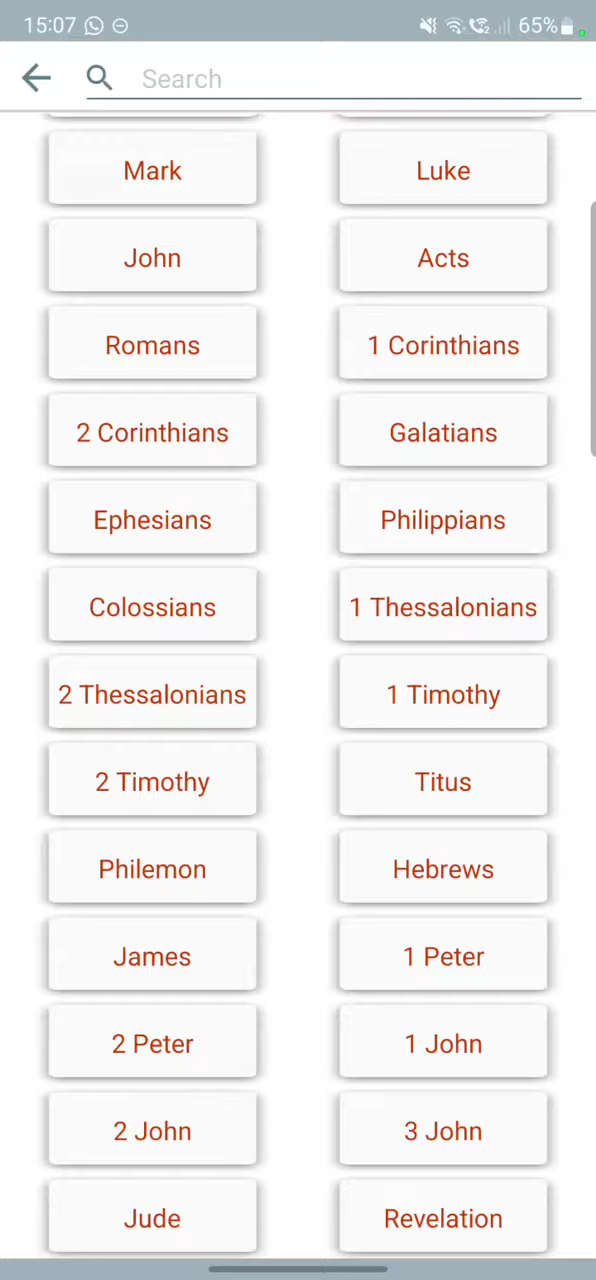 15:07 65%
Search
Mark Luke
John Acts
Romans 1 Corinthians
2 Corinthians Galatians
Ephesians Philippians
Colossians 1 Thessalonians
2 Thessalonians 1 Timothy
2 Timothy Titus
Philemon Hebrews
James 1 Peter
2 Peter 1 John
2 John 3 John
Jude Revelation